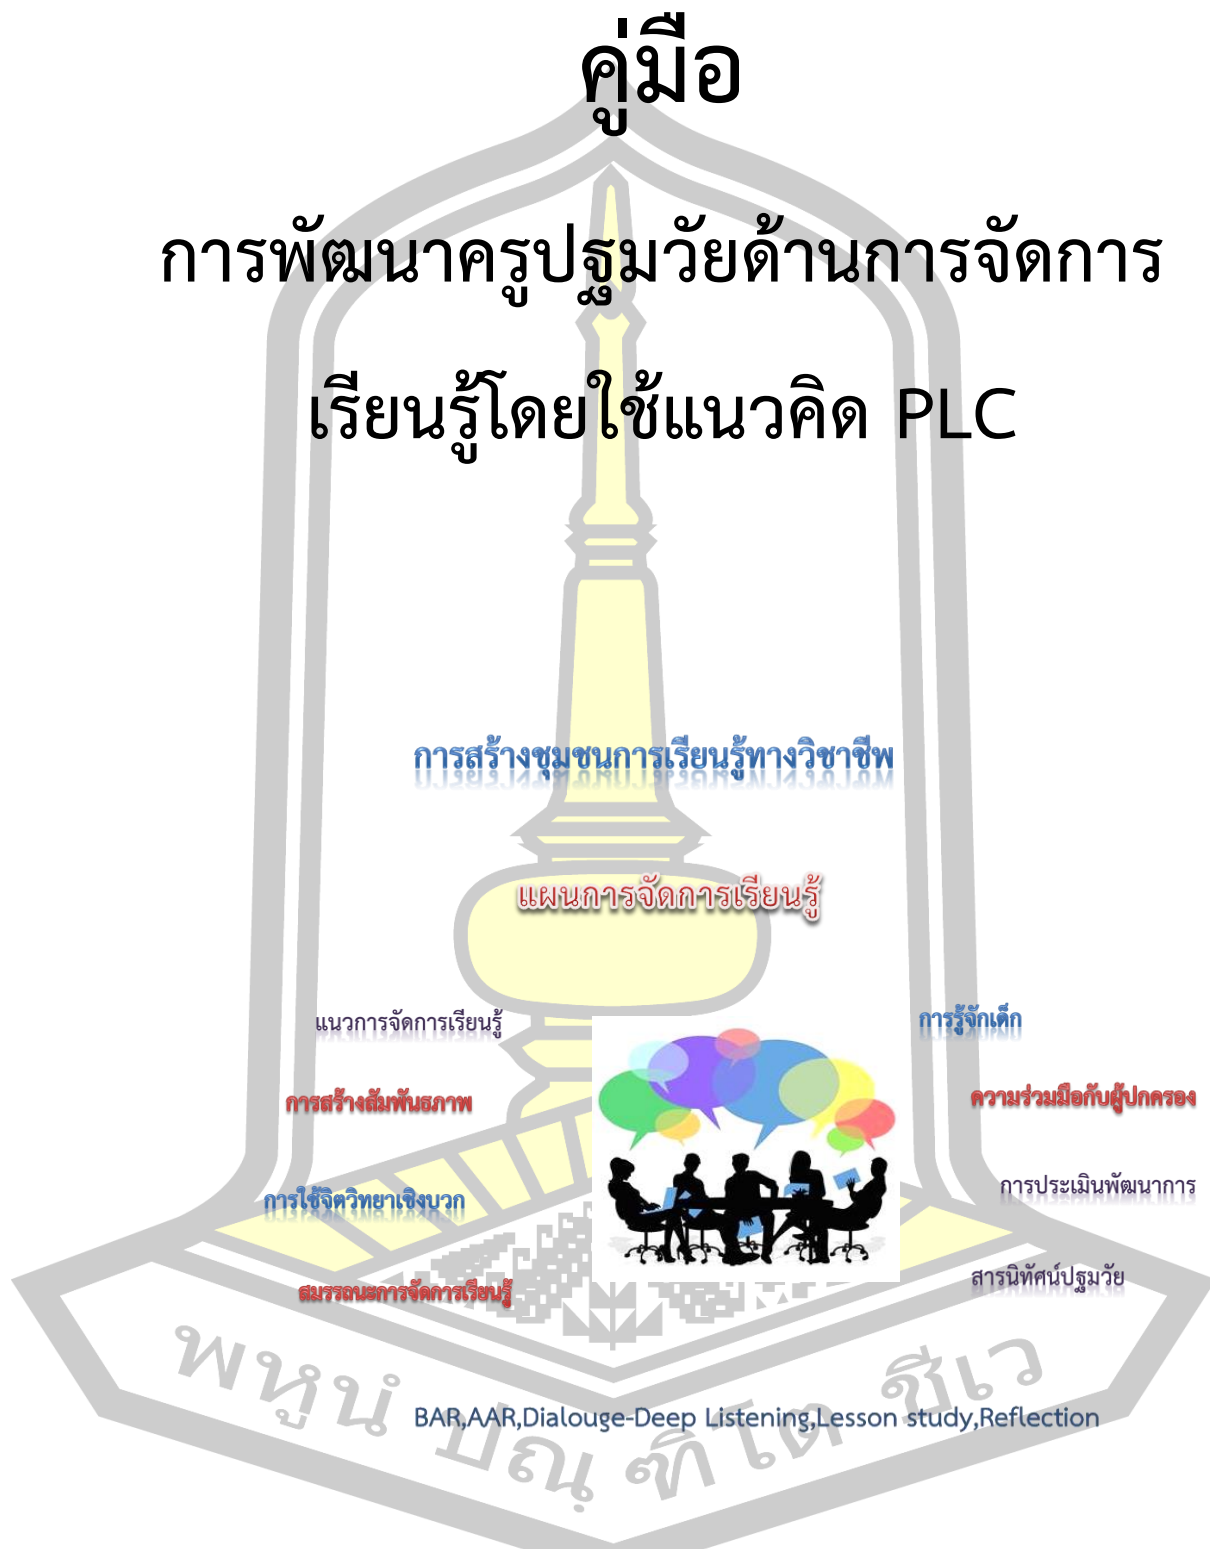 คู่มือ
การพัฒนาครูปฐมวัยด้านการจัดการ
เรียนรู้โดยใช้แนวคิด PLC
การสร้างชุมชนการเรียนรู้ทางวิชาชีพ
แผนการจัดการเรียนรู้
แนวการจัดการเรียนรู้
การรู้จักเด็ก
การสร้างสัมพันธภาพ
ความร่วมมือกับผู้ปกครอง
การใช้จิตวิทยาเชิงบวก
การประเมินพัฒนาการ
สมรรถนะการจัดการเรียนรู้
สารนิทัศน์ปฐมวัย
BAR,AAR,Dialouge-Deep Listening,Lesson study,Reflection
พหูนํ ปณฺฑิโต ชีเว